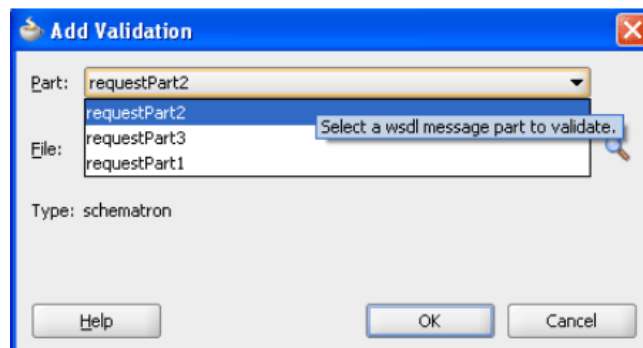 Add Validation
Part: requestPart2
requestPart2
Select a wsdl message part to validate.
requestPart3
File:
requestPart1
Type: schematron
Help OK Cancel